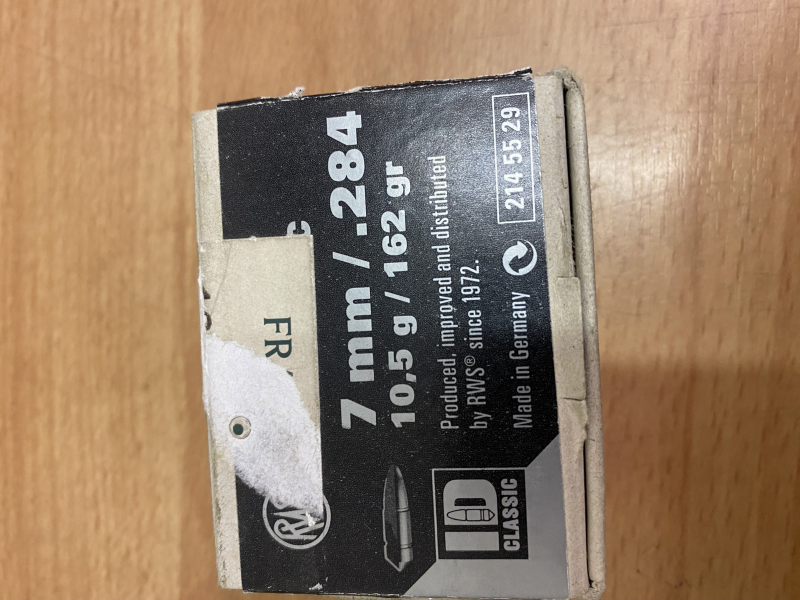 RWS
FR
7 mm / .284
10,5 g / 162 gr
Produced, improved and distributed
by RWS® since 1972.
Made in Germany
214 55 29
ID
CLASSIC